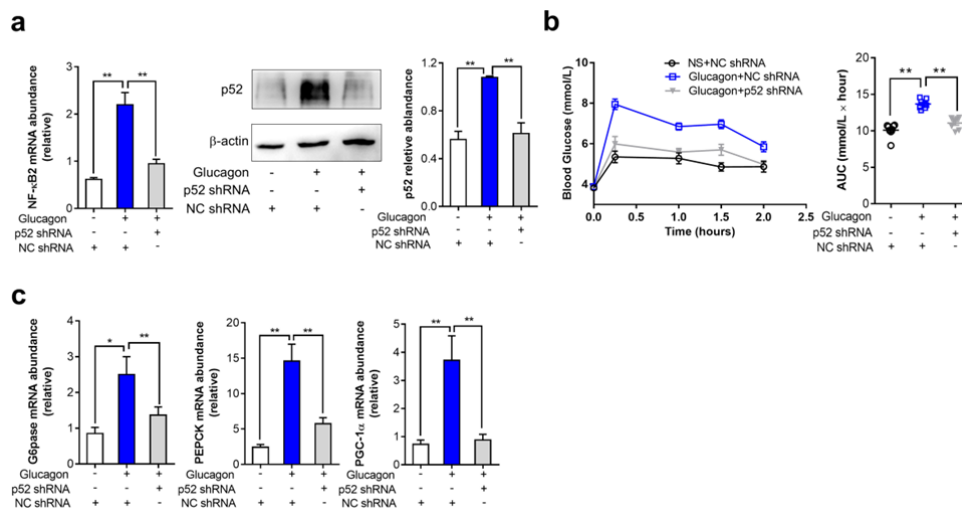 a
NF-κB2 mRNA abundance
(relative)
3
2
1
0
**
**
Glucagon - + +
p52 shRNA - - +
NC shRNA + + -
p52
β-actin
Glucagon - + +
p52 shRNA - - +
NC shRNA + + -
p52 reletive ablandance
1.2
0.8
0.4
0.0
**
**
Glucagon - + +
p52 shRNA - - +
NC shRNA + + -
b
Blood Glucose (mmol/L)
10
8
6
4
NS+NC shRNA
Glucagon+NC shRNA
Glucagon+p52 shRNA
0.0 0.5 1.0 1.5 2.0 2.5
Time (hours)
AUC (mmol/L × hour)
20
15
10
5
0
**
**
Glucagon - + +
p52 shRNA - - +
NC shRNA + + -
c
G6pase mRNA abundance
(relative)
4
3
2
1
0
*
**
Glucagon - + +
p52 shRNA - - +
NC shRNA + + -
PEPCK mRNA abundance
(relative)
20
15
10
5
0
**
**
Glucagon - + +
p52 shRNA - - +
NC shRNA + + -
PGC-1α mRNA abundance
(relative)
5
4
3
2
1
0
**
**
Glucagon - + +
p52 shRNA - - +
NC shRNA + + -